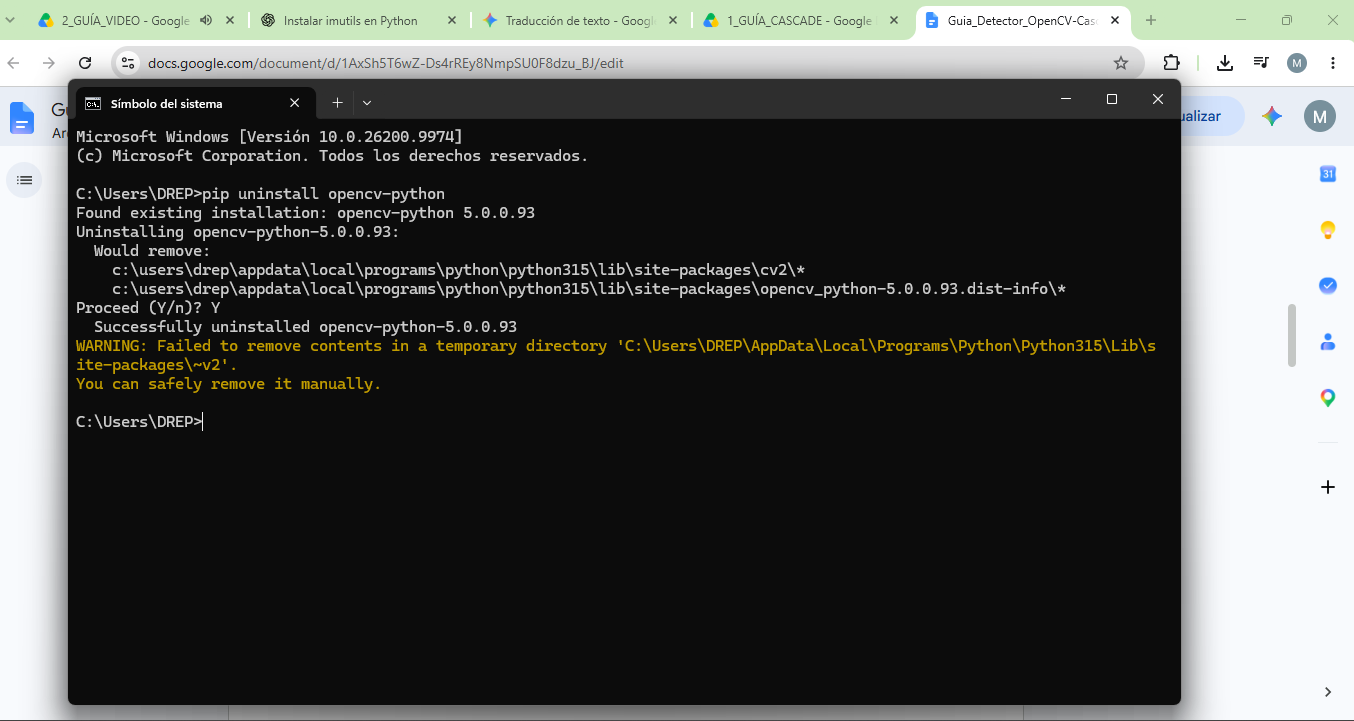 2_GUÍA_VIDEO - Google
Instalar imutils en Python
Traducción de texto - Googl
1_GUÍA_CASCADE - Google
Guia_Detector_OpenCV-Cas
docs.google.com/document/d/1AxSh5T6wZ-Ds4rREy8NmpSU0F8dzu_BJ/edit
M
Símbolo del sistema
ualizar
M
31
Microsoft Windows [Versión 10.0.26200.9974]
(c) Microsoft Corporation. Todos los derechos reservados.
C:\Users\DREP>pip uninstall opencv-python
Found existing installation: opencv-python 5.0.0.93
Uninstalling opencv-python-5.0.0.93:
Would remove:
c:\users\drep\appdata\local\programs\python\python315\lib\site-packages\cv2\*
c:\users\drep\appdata\local\programs\python\python315\lib\site-packages\opencv_python-5.0.0.93.dist-info\*
Proceed (Y/n)? Y
Successfully uninstalled opencv-python-5.0.0.93
WARNING: Failed to remove contents in a temporary directory 'C:\Users\DREP\AppData\Local\Programs\Python\Python315\Lib\s
ite-packages\~v2'.
You can safely remove it manually.
C:\Users\DREP>